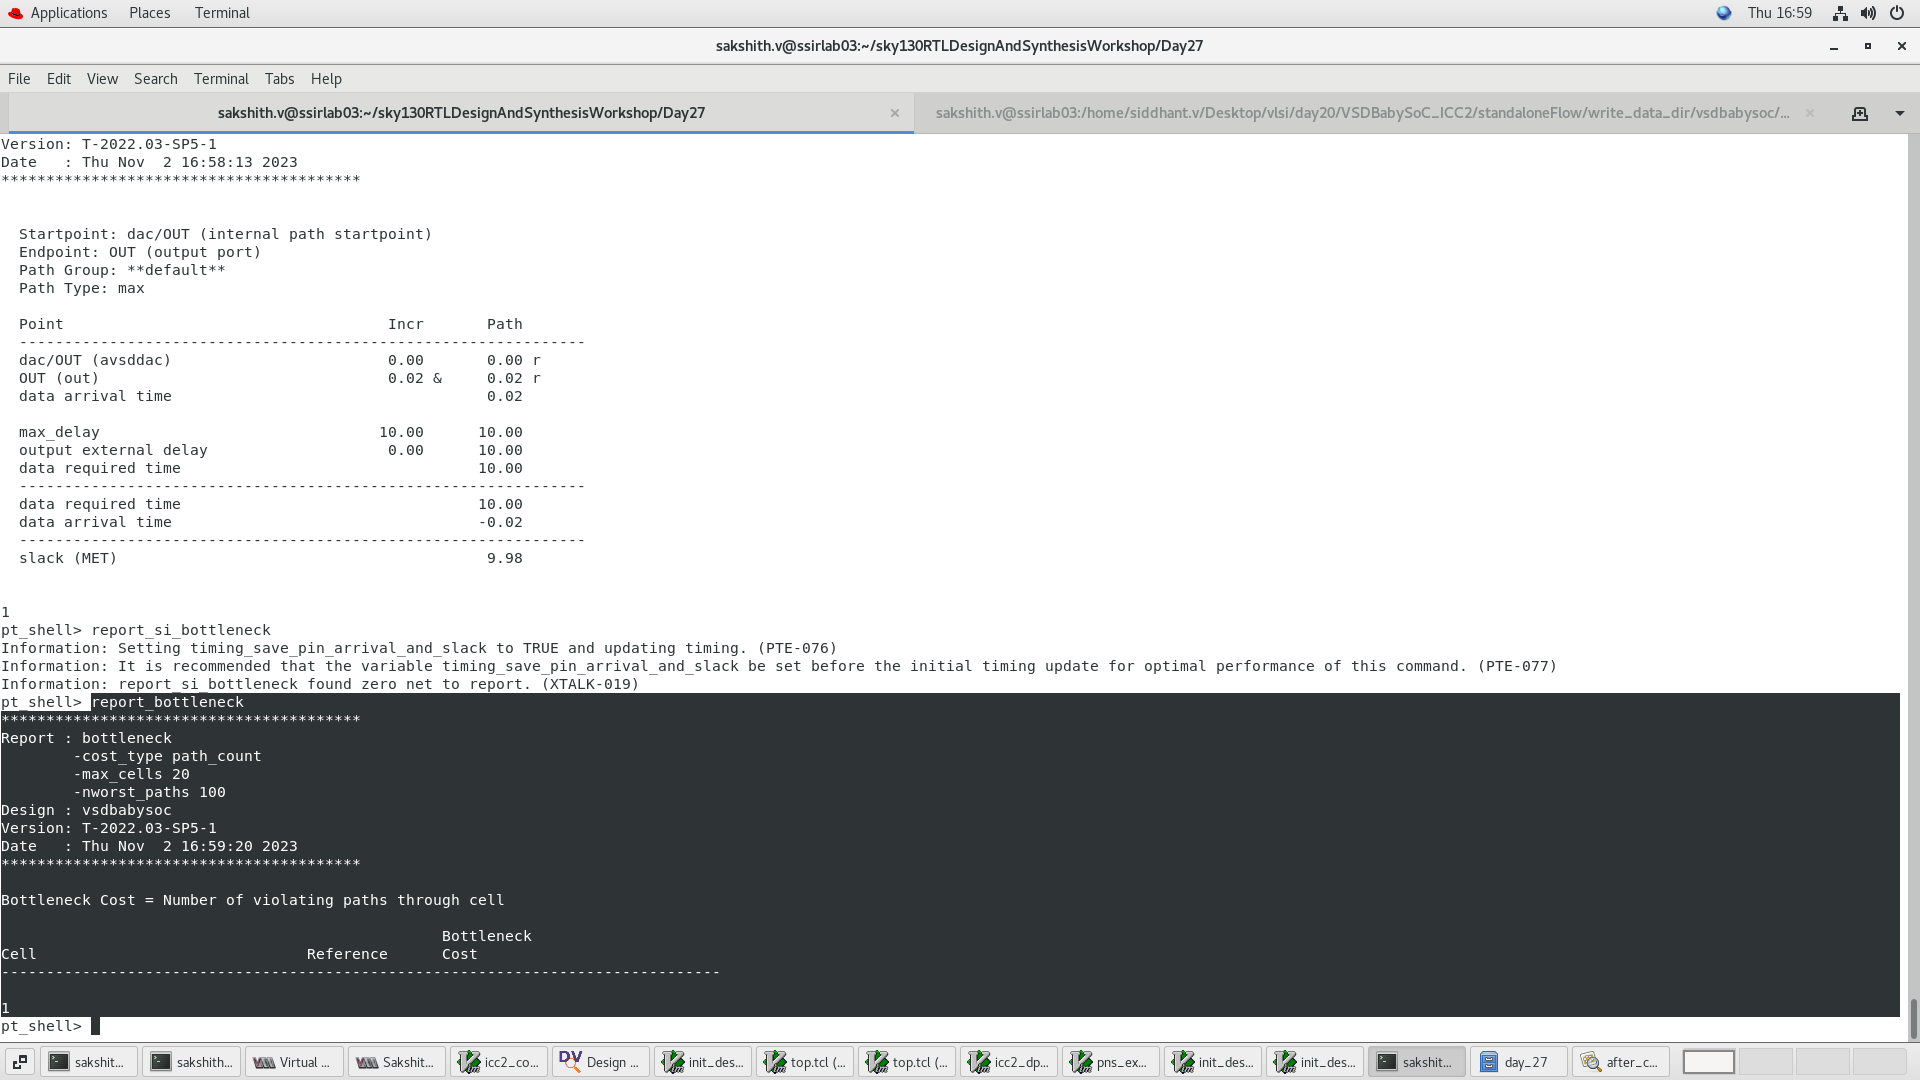 Applications Places Terminal Thu 16:59
sakshith.v@ssirlab03:~/sky130RTLDesignAndSynthesisWorkshop/Day27
File Edit View Search Terminal Tabs Help
sakshith.v@ssirlab03:~/sky130RTLDesignAndSynthesisWorkshop/Day27 × sakshith.v@ssirlab03:/home/siddhant.v/Desktop/vlsi/day20/VSDBabySoC_ICC2/standaloneFlow/write_data_dir/vsdbabysoc/... ×
Version: T-2022.03-SP5-1
Date   : Thu Nov  2 16:58:13 2023
****************************************
  Startpoint: dac/OUT (internal path startpoint)
  Endpoint: OUT (output port)
  Path Group: **default**
  Path Type: max
  Point                                    Incr       Path
  ---------------------------------------------------------------
  dac/OUT (avsddac)                        0.00       0.00 r
  OUT (out)                                0.02 &     0.02 r
  data arrival time                                   0.02
  max_delay                               10.00      10.00
  output external delay                    0.00      10.00
  data required time                                 10.00
  ---------------------------------------------------------------
  data required time                                 10.00
  data arrival time                                  -0.02
  ---------------------------------------------------------------
  slack (MET)                                         9.98
1
pt_shell> report_si_bottleneck
Information: Setting timing_save_pin_arrival_and_slack to TRUE and updating timing. (PTE-076)
Information: It is recommended that the variable timing_save_pin_arrival_and_slack be set before the initial timing update for optimal performance of this command. (PTE-077)
Information: report_si_bottleneck found zero net to report. (XTALK-019)
pt_shell> report_bottleneck
****************************************
Report : bottleneck
        -cost_type path_count
        -max_cells 20
        -nworst_paths 100
Design : vsdbabysoc
Version: T-2022.03-SP5-1
Date   : Thu Nov  2 16:59:20 2023
****************************************
Bottleneck Cost = Number of violating paths through cell
                                                 Bottleneck
Cell                              Reference      Cost
--------------------------------------------------------------------------------
1
pt_shell>
sakshit... sakshith... Virtual ... Sakshit... icc2_co... Design ... init_des... top.tcl (... top.tcl (... icc2_dp... pns_ex... init_des... init_des... sakshit... day_27 after_c...